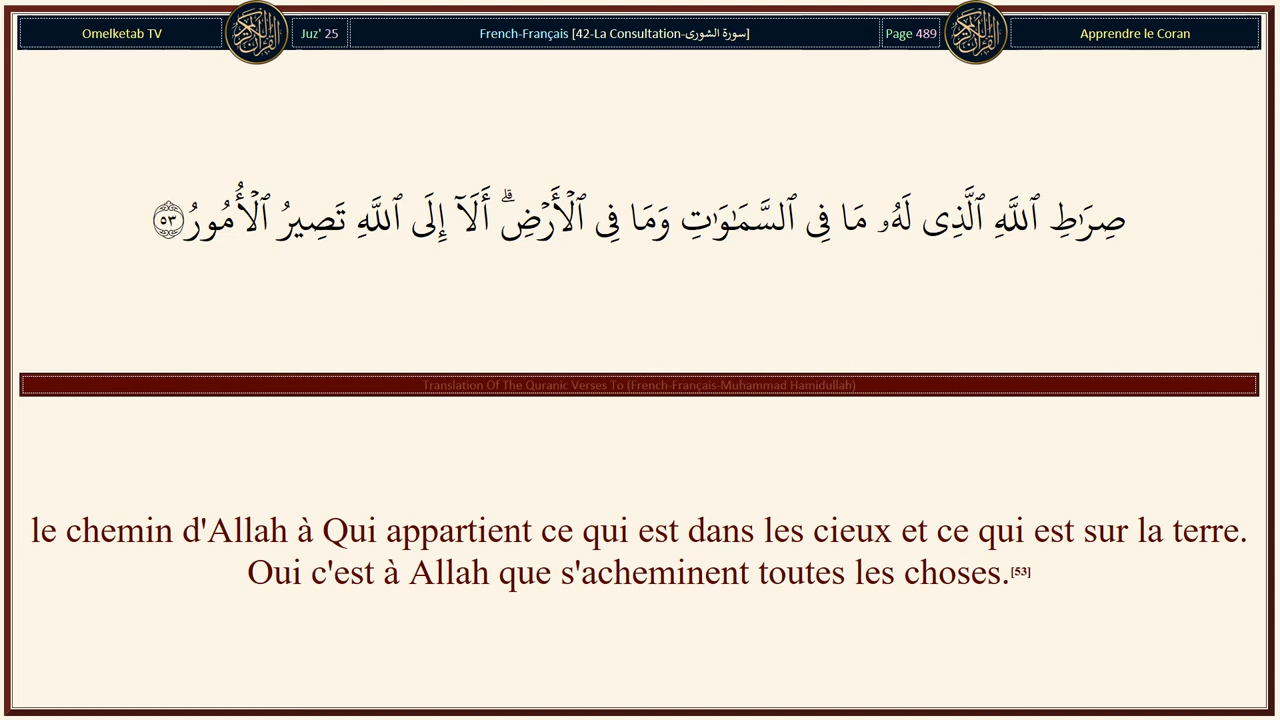 Omelketab TV
Juz' 25
French-Français [42-La Consultation-سورة الشورى]
Page 489
Apprendre le Coran
صِرَٰطِ ٱللَّهِ ٱلَّذِى لَهُۥ مَا فِى ٱلسَّمَٰوَٰتِ وَمَا فِى ٱلْأَرْضِ ۗ أَلَآ إِلَى ٱللَّهِ تَصِيرُ ٱلْأُمُورُ ٥٣
Translation Of The Quranic Verses To (French-Français-Muhammad Hamidullah)
le chemin d'Allah à Qui appartient ce qui est dans les cieux et ce qui est sur la terre.
Oui c'est à Allah que s'acheminent toutes les choses.[53]